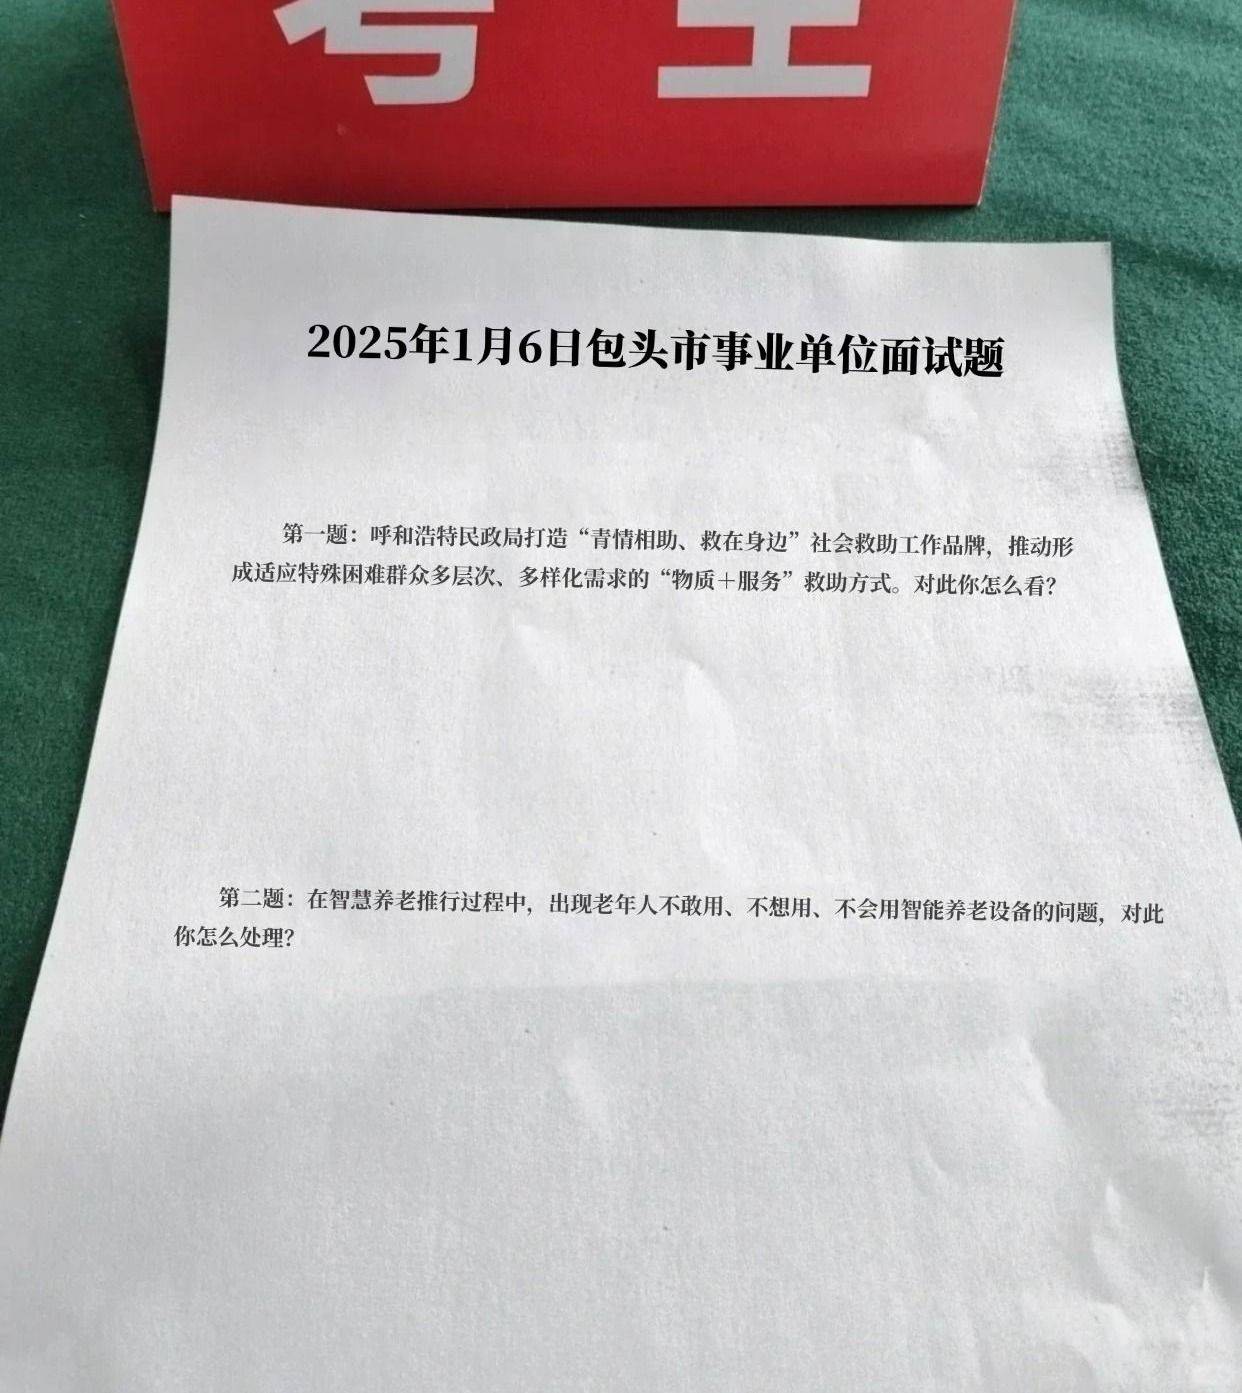 考生
2025年1月6日包头市事业单位面试题
第一题：呼和浩特民政局打造“青情相助、救在身边”社会救助工作品牌，推动形
成适应特殊困难群众多层次、多样化需求的“物质＋服务”救助方式。对此你怎么看？
第二题：在智慧养老推行过程中，出现老年人不敢用、不想用、不会用智能养老设备的问题，对此
你怎么处理？